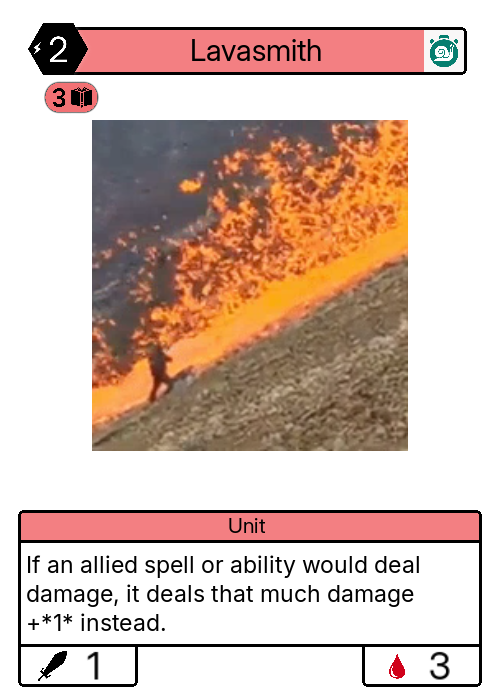 2
Lavasmith
3
Unit
If an allied spell or ability would deal
damage, it deals that much damage
+*1* instead.
1
3